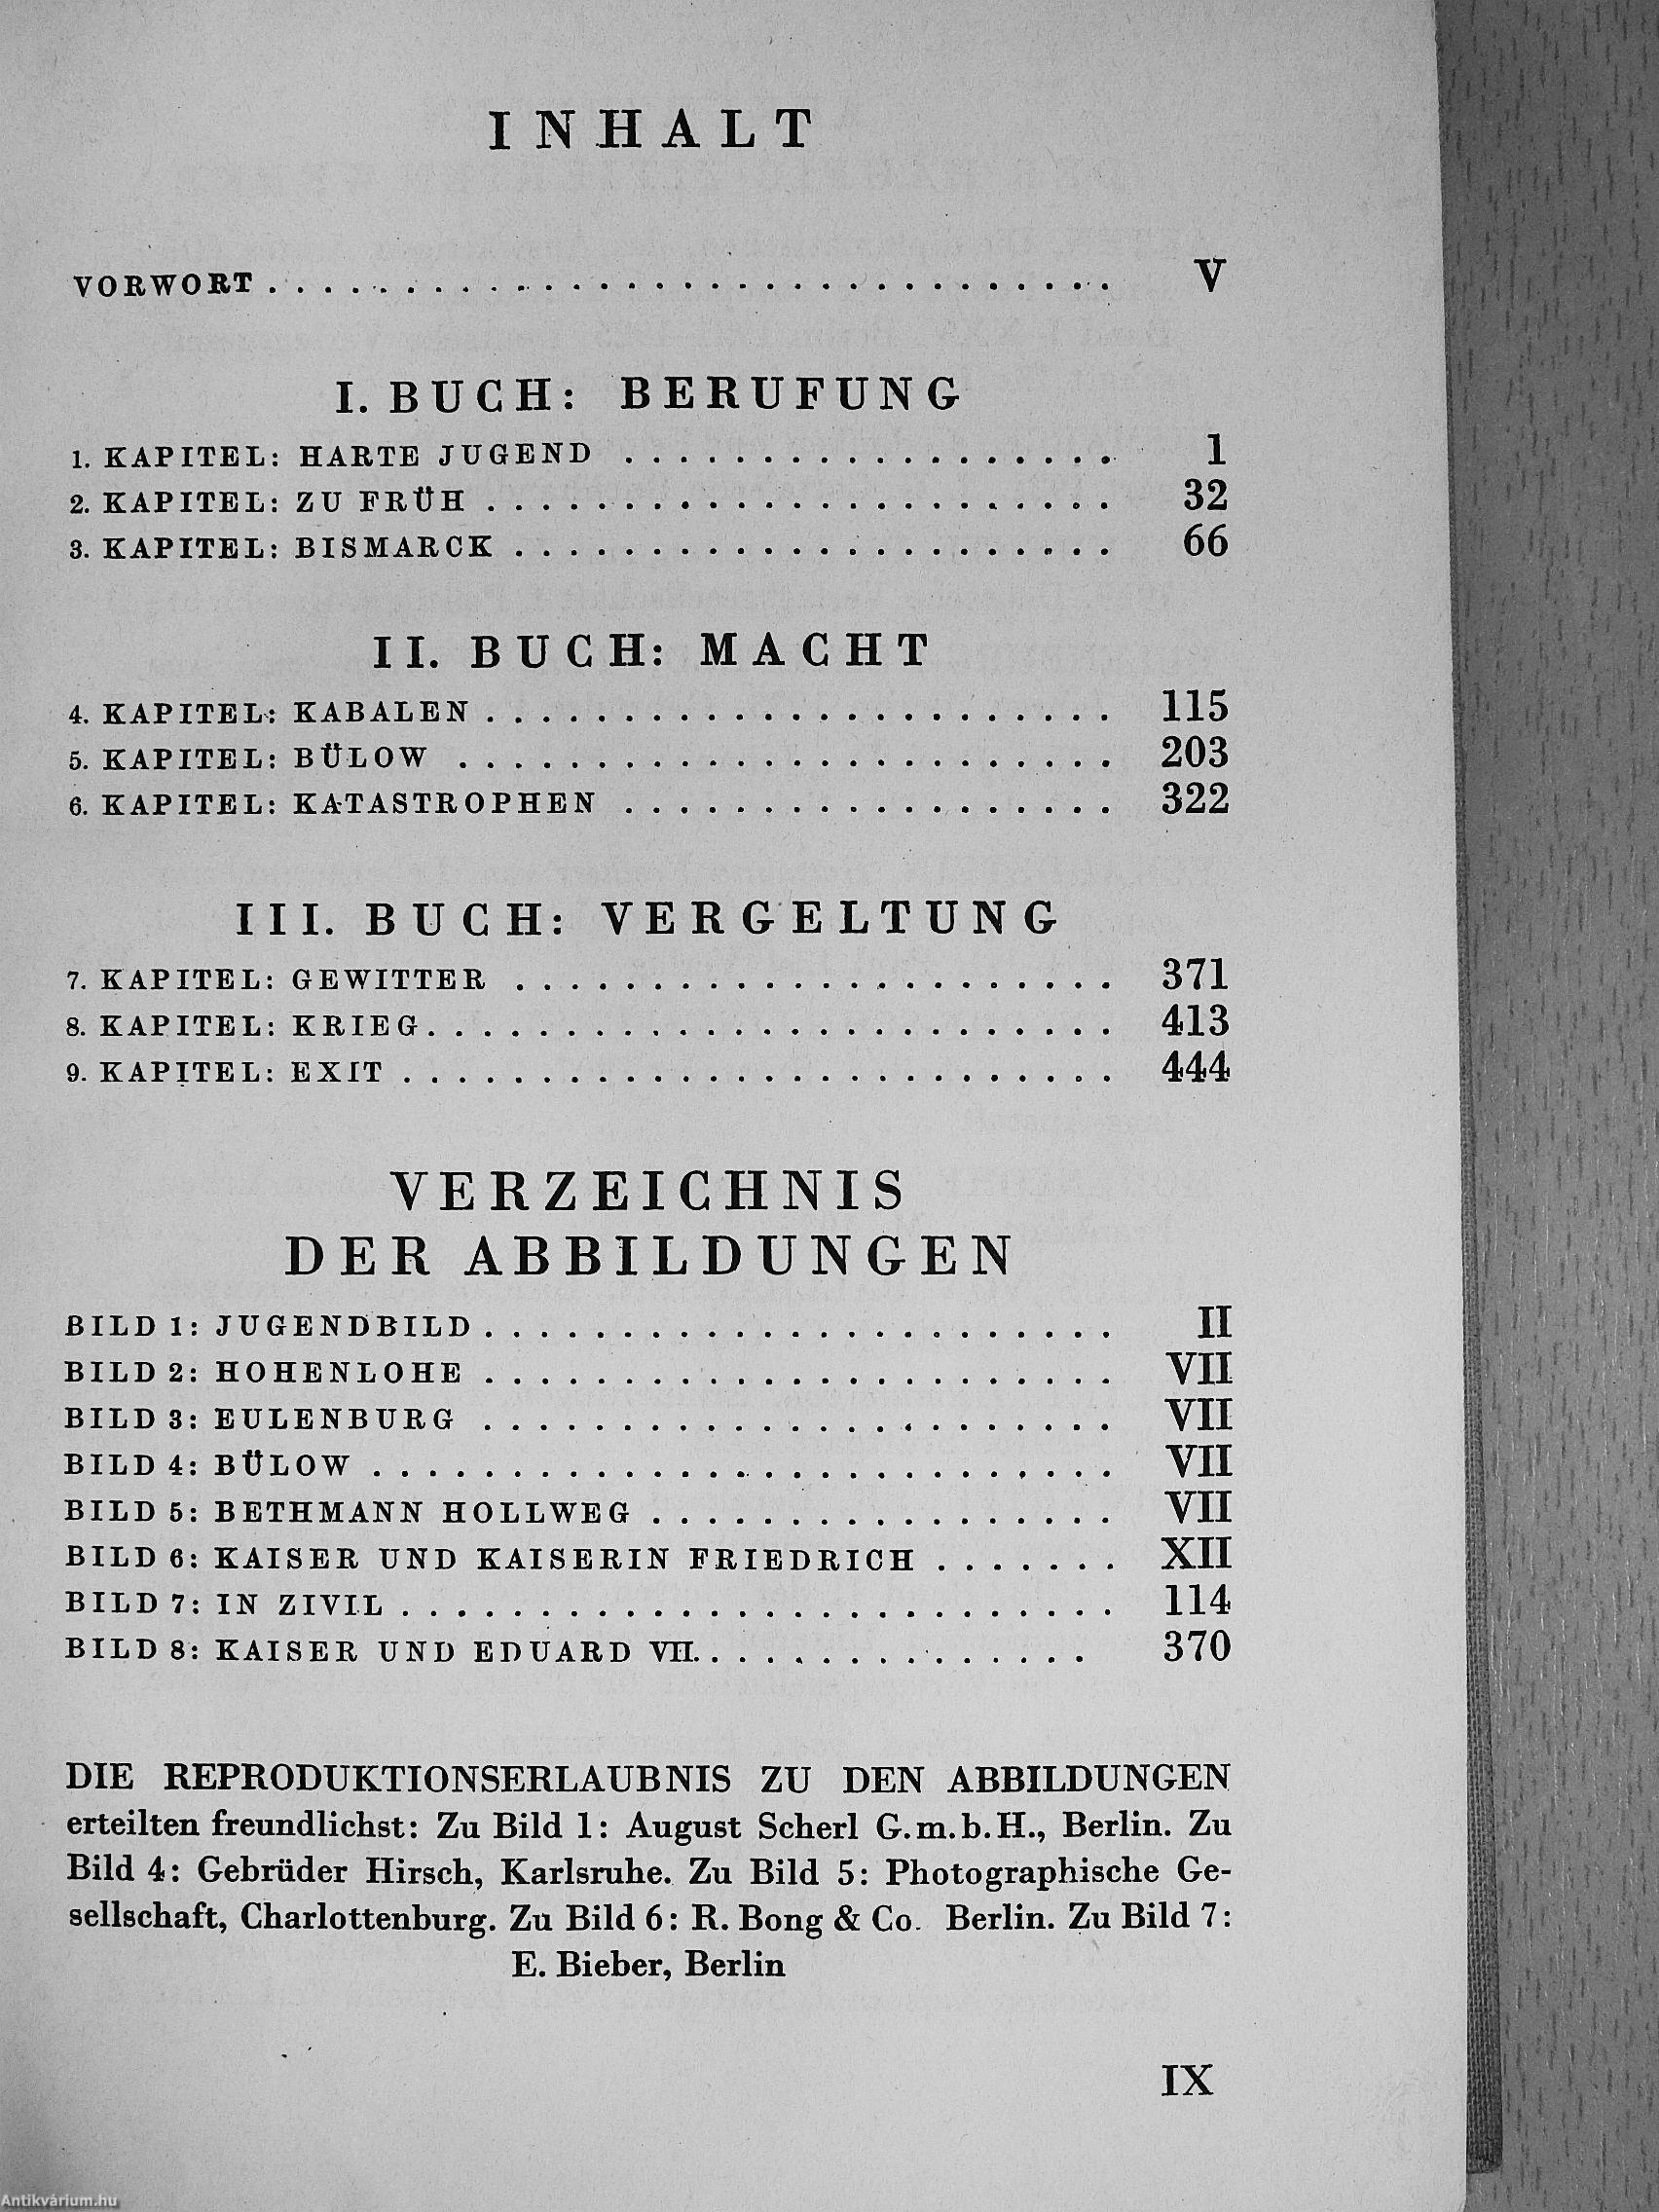 INHALT
VORWORT . . . . . . . . . . . . . . . . . . . . . . . . . . . . . . . V
I. BUCH: BERUFUNG
1. KAPITEL: HARTE JUGEND . . . . . . . . . . . . . . . . . . 1
2. KAPITEL: ZU FRÜH . . . . . . . . . . . . . . . . . . . . . . . 32
3. KAPITEL: BISMARCK . . . . . . . . . . . . . . . . . . . . . . 66
II. BUCH: MACHT
4. KAPITEL: KABALEN . . . . . . . . . . . . . . . . . . . . . . . 115
5. KAPITEL: BÜLOW . . . . . . . . . . . . . . . . . . . . . . . . 203
6. KAPITEL: KATASTROPHEN . . . . . . . . . . . . . . . . . . 322
III. BUCH: VERGELTUNG
7. KAPITEL: GEWITTER . . . . . . . . . . . . . . . . . . . . . . 371
8. KAPITEL: KRIEG . . . . . . . . . . . . . . . . . . . . . . . . . 413
9. KAPITEL: EXIT . . . . . . . . . . . . . . . . . . . . . . . . . . 444
VERZEICHNIS
DER ABBILDUNGEN
BILD 1: JUGENDBILD . . . . . . . . . . . . . . . . . . . . . . . II
BILD 2: HOHENLOHE . . . . . . . . . . . . . . . . . . . . . . . VII
BILD 3: EULENBURG . . . . . . . . . . . . . . . . . . . . . . . VII
BILD 4: BÜLOW . . . . . . . . . . . . . . . . . . . . . . . . . . . VII
BILD 5: BETHMANN HOLLWEG . . . . . . . . . . . . . . . . . VII
BILD 6: KAISER UND KAISERIN FRIEDRICH . . . . . . . XII
BILD 7: IN ZIVIL . . . . . . . . . . . . . . . . . . . . . . . . . . 114
BILD 8: KAISER UND EDUARD VII. . . . . . . . . . . . . . . 370
DIE REPRODUKTIONSERLAUBNIS ZU DEN ABBILDUNGEN
erteilten freundlichst: Zu Bild 1: August Scherl G.m.b.H., Berlin. Zu
Bild 4: Gebrüder Hirsch, Karlsruhe. Zu Bild 5: Photographische Ge-
sellschaft, Charlottenburg. Zu Bild 6: R. Bong & Co. Berlin. Zu Bild 7:
E. Bieber, Berlin
IX
Antikvárium.hu